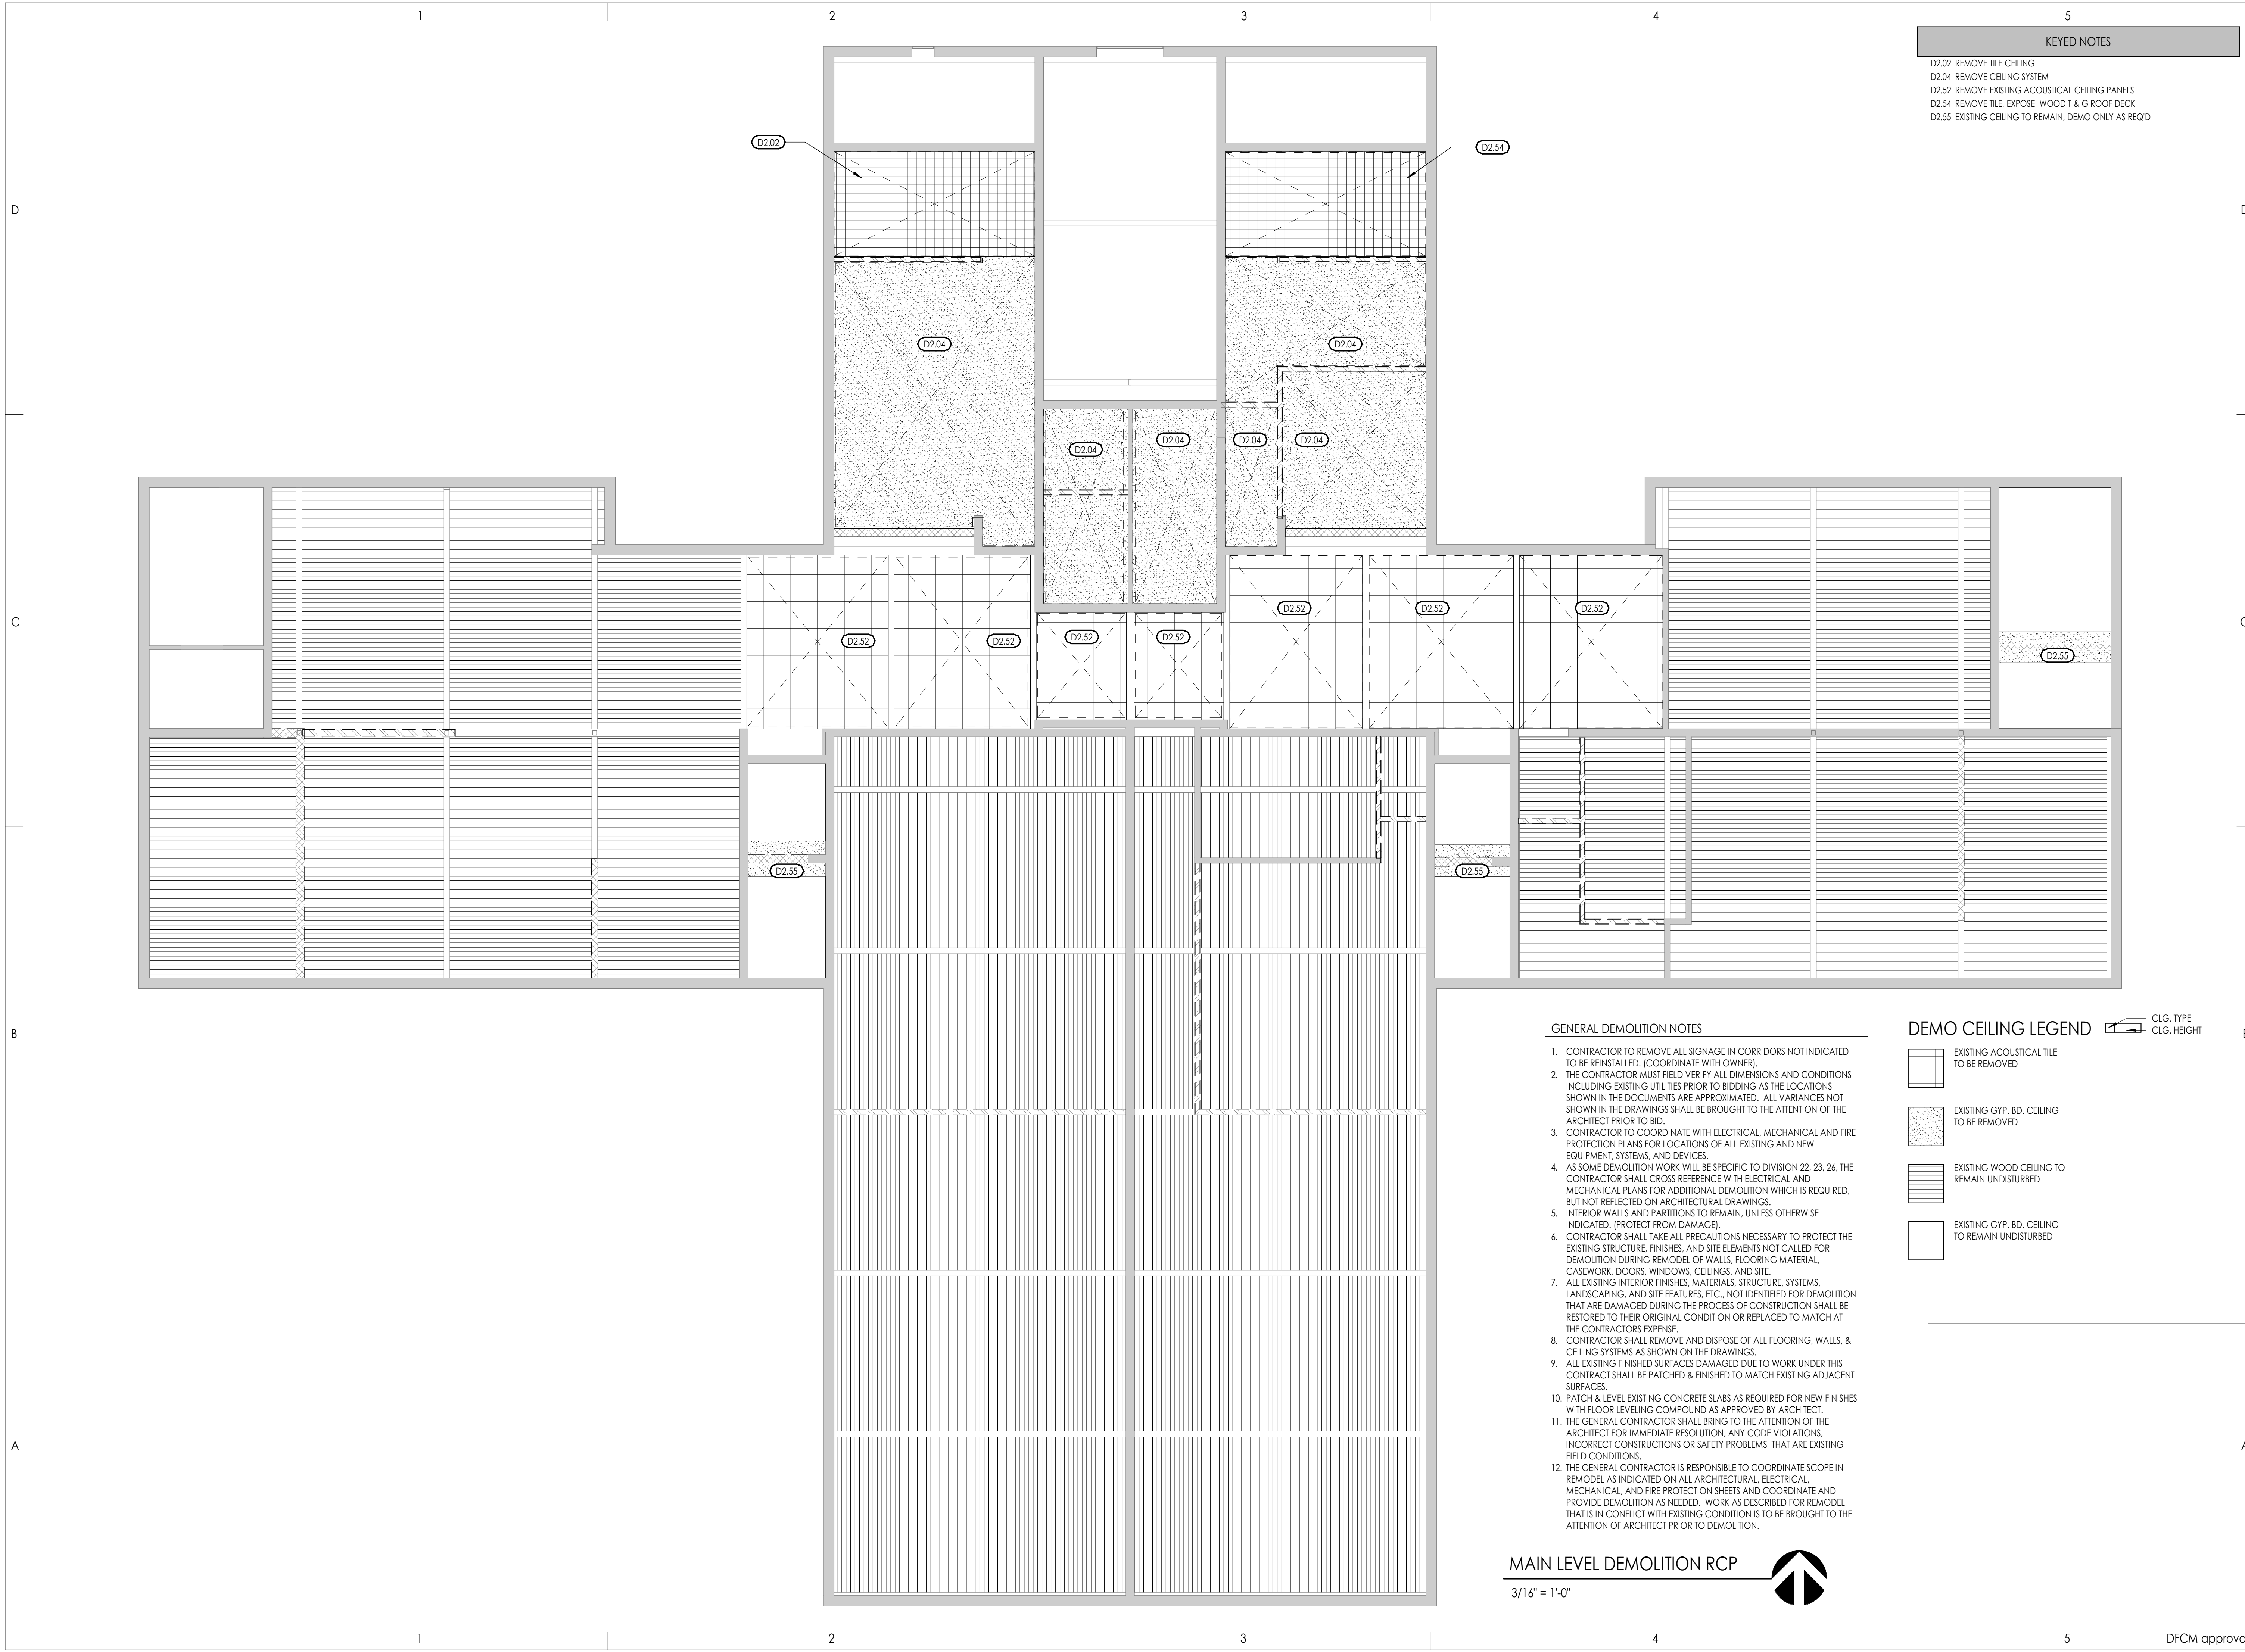 1 2 3 4 5
KEYED NOTES
D2.02 REMOVE TILE CEILING
D2.04 REMOVE CEILING SYSTEM
D2.52 REMOVE EXISTING ACOUSTICAL CEILING PANELS
D2.54 REMOVE TILE, EXPOSE WOOD T & G ROOF DECK
D2.55 EXISTING CEILING TO REMAIN, DEMO ONLY AS REQ'D
D2.02
D2.54
D
D2.04
D2.04
D2.04
D2.04
D2.04
D2.04
C
D2.52
D2.52
D2.52
D2.52
D2.52
D2.52
D2.52
D2.55
D2.55
D2.55
B
GENERAL DEMOLITION NOTES
1. CONTRACTOR TO REMOVE ALL SIGNAGE IN CORRIDORS NOT INDICATED
TO BE REINSTALLED. (COORDINATE WITH OWNER).
2. THE CONTRACTOR MUST FIELD VERIFY ALL DIMENSIONS AND CONDITIONS
INCLUDING EXISTING UTILITIES PRIOR TO BIDDING AS THE LOCATIONS
SHOWN IN THE DOCUMENTS ARE APPROXIMATED. ALL VARIANCES NOT
SHOWN IN THE DRAWINGS SHALL BE BROUGHT TO THE ATTENTION OF THE
ARCHITECT PRIOR TO BID.
3. CONTRACTOR TO COORDINATE WITH ELECTRICAL, MECHANICAL AND FIRE
PROTECTION PLANS FOR LOCATIONS OF ALL EXISTING AND NEW
EQUIPMENT, SYSTEMS, AND DEVICES.
4. AS SOME DEMOLITION WORK WILL BE SPECIFIC TO DIVISION 22, 23, 26, THE
CONTRACTOR SHALL CROSS REFERENCE WITH ELECTRICAL AND
MECHANICAL PLANS FOR ADDITIONAL DEMOLITION WHICH IS REQUIRED,
BUT NOT REFLECTED ON ARCHITECTURAL DRAWINGS.
5. INTERIOR WALLS AND PARTITIONS TO REMAIN, UNLESS OTHERWISE
INDICATED. (PROTECT FROM DAMAGE).
6. CONTRACTOR SHALL TAKE ALL PRECAUTIONS NECESSARY TO PROTECT THE
EXISTING STRUCTURE, FINISHES, AND SITE ELEMENTS NOT CALLED FOR
DEMOLITION DURING REMODEL OF WALLS, FLOORING MATERIAL,
CASEWORK, DOORS, WINDOWS, CEILINGS, AND SITE.
7. ALL EXISTING INTERIOR FINISHES, MATERIALS, STRUCTURE, SYSTEMS,
LANDSCAPING, AND SITE FEATURES, ETC., NOT IDENTIFIED FOR DEMOLITION
THAT ARE DAMAGED DURING THE PROCESS OF CONSTRUCTION SHALL BE
RESTORED TO THEIR ORIGINAL CONDITION OR REPLACED TO MATCH AT
THE CONTRACTORS EXPENSE.
8. CONTRACTOR SHALL REMOVE AND DISPOSE OF ALL FLOORING, WALLS, &
CEILING SYSTEMS AS SHOWN ON THE DRAWINGS.
9. ALL EXISTING FINISHED SURFACES DAMAGED DUE TO WORK UNDER THIS
CONTRACT SHALL BE PATCHED & FINISHED TO MATCH EXISTING ADJACENT
SURFACES.
10. PATCH & LEVEL EXISTING CONCRETE SLABS AS REQUIRED FOR NEW FINISHES
WITH FLOOR LEVELING COMPOUND AS APPROVED BY ARCHITECT.
11. THE GENERAL CONTRACTOR SHALL BRING TO THE ATTENTION OF THE
ARCHITECT FOR IMMEDIATE RESOLUTION, ANY CODE VIOLATIONS,
INCORRECT CONSTRUCTIONS OR SAFETY PROBLEMS THAT ARE EXISTING
FIELD CONDITIONS.
12. THE GENERAL CONTRACTOR IS RESPONSIBLE TO COORDINATE SCOPE IN
REMODEL AS INDICATED ON ALL ARCHITECTURAL, ELECTRICAL,
MECHANICAL, AND FIRE PROTECTION SHEETS AND COORDINATE AND
PROVIDE DEMOLITION AS NEEDED. WORK AS DESCRIBED FOR REMODEL
THAT IS IN CONFLICT WITH EXISTING CONDITION IS TO BE BROUGHT TO THE
ATTENTION OF ARCHITECT PRIOR TO DEMOLITION.
DEMO CEILING LEGEND
CLG. TYPE
CLG. HEIGHT
EXISTING ACOUSTICAL TILE
TO BE REMOVED
EXISTING GYP. BD. CEILING
TO BE REMOVED
EXISTING WOOD CEILING TO
REMAIN UNDISTURBED
EXISTING GYP. BD. CEILING
TO REMAIN UNDISTURBED
A
MAIN LEVEL DEMOLITION RCP
3/16" = 1'-0"
1 2 3 4 5
DFCM